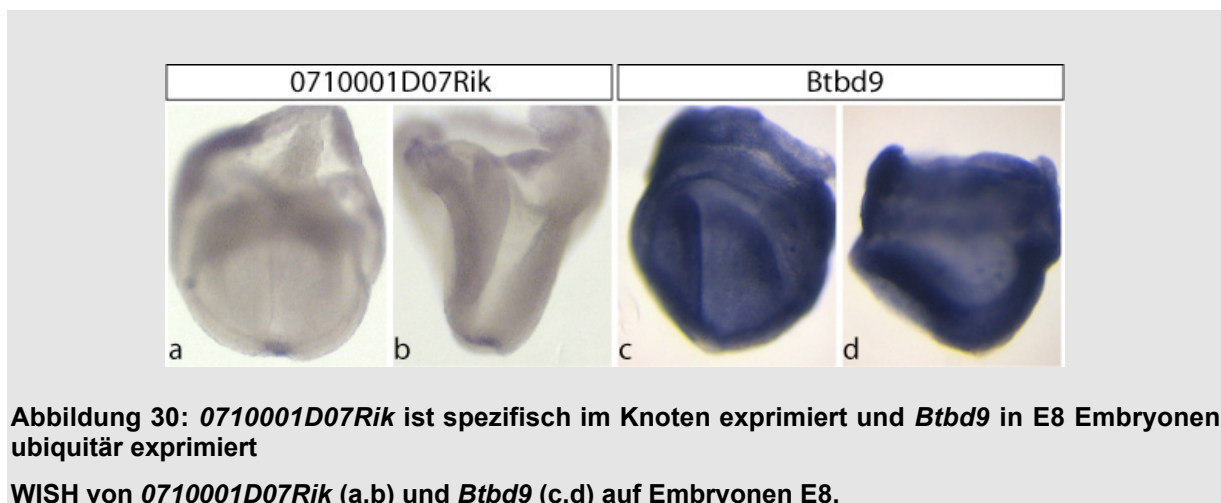 0710001D07Rik Btbd9
a b c d
Abbildung 30: 0710001D07Rik ist spezifisch im Knoten exprimiert und Btbd9 in E8 Embryonen
ubiquitär exprimiert
WISH von 0710001D07Rik (a,b) und Btbd9 (c,d) auf Embryonen E8.